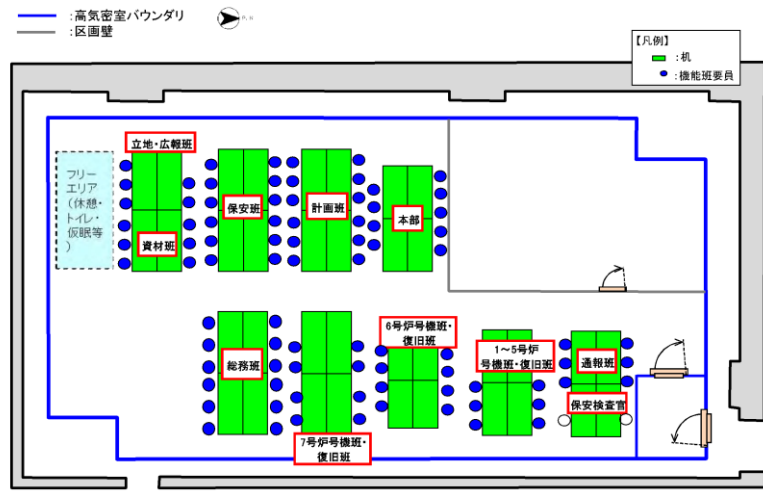 :高気密室バウンダリ
:区画壁
P.N
【凡例】
:机
:機能班要員
立地・広報班
フリー
エリア
(休憩・
トイレ・
仮眠等
)
保安班
計画班
本部
資材班
6号炉号機班・
復旧班
1~5号炉
号機班・復旧班
総務班
通報班
保安検査官
7号炉号機班・
復旧班